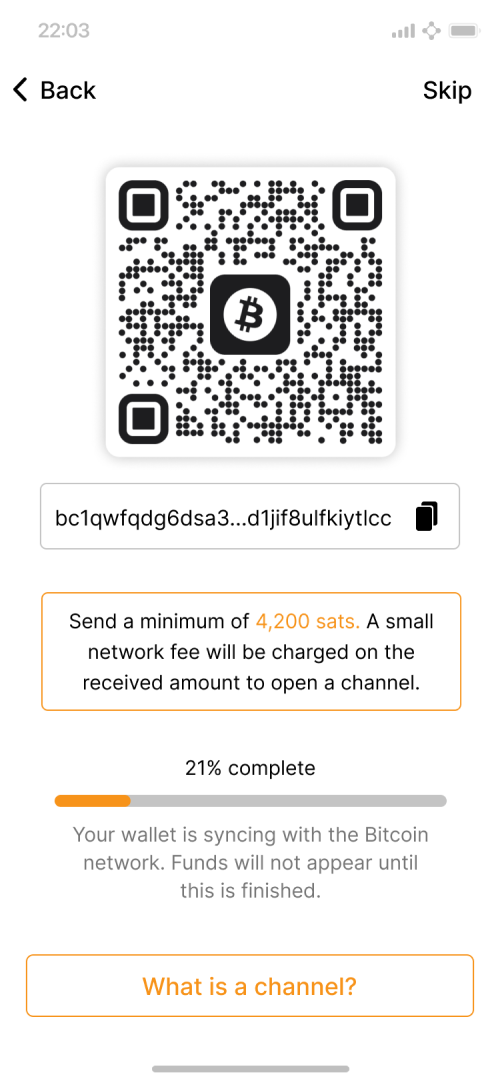 22:03
Back
Skip
bc1qwfqdg6dsa3...d1jif8ulfkiytlcc
Send a minimum of 4,200 sats. A small
network fee will be charged on the
received amount to open a channel.
21% complete
Your wallet is syncing with the Bitcoin
network. Funds will not appear until
this is finished.
What is a channel?